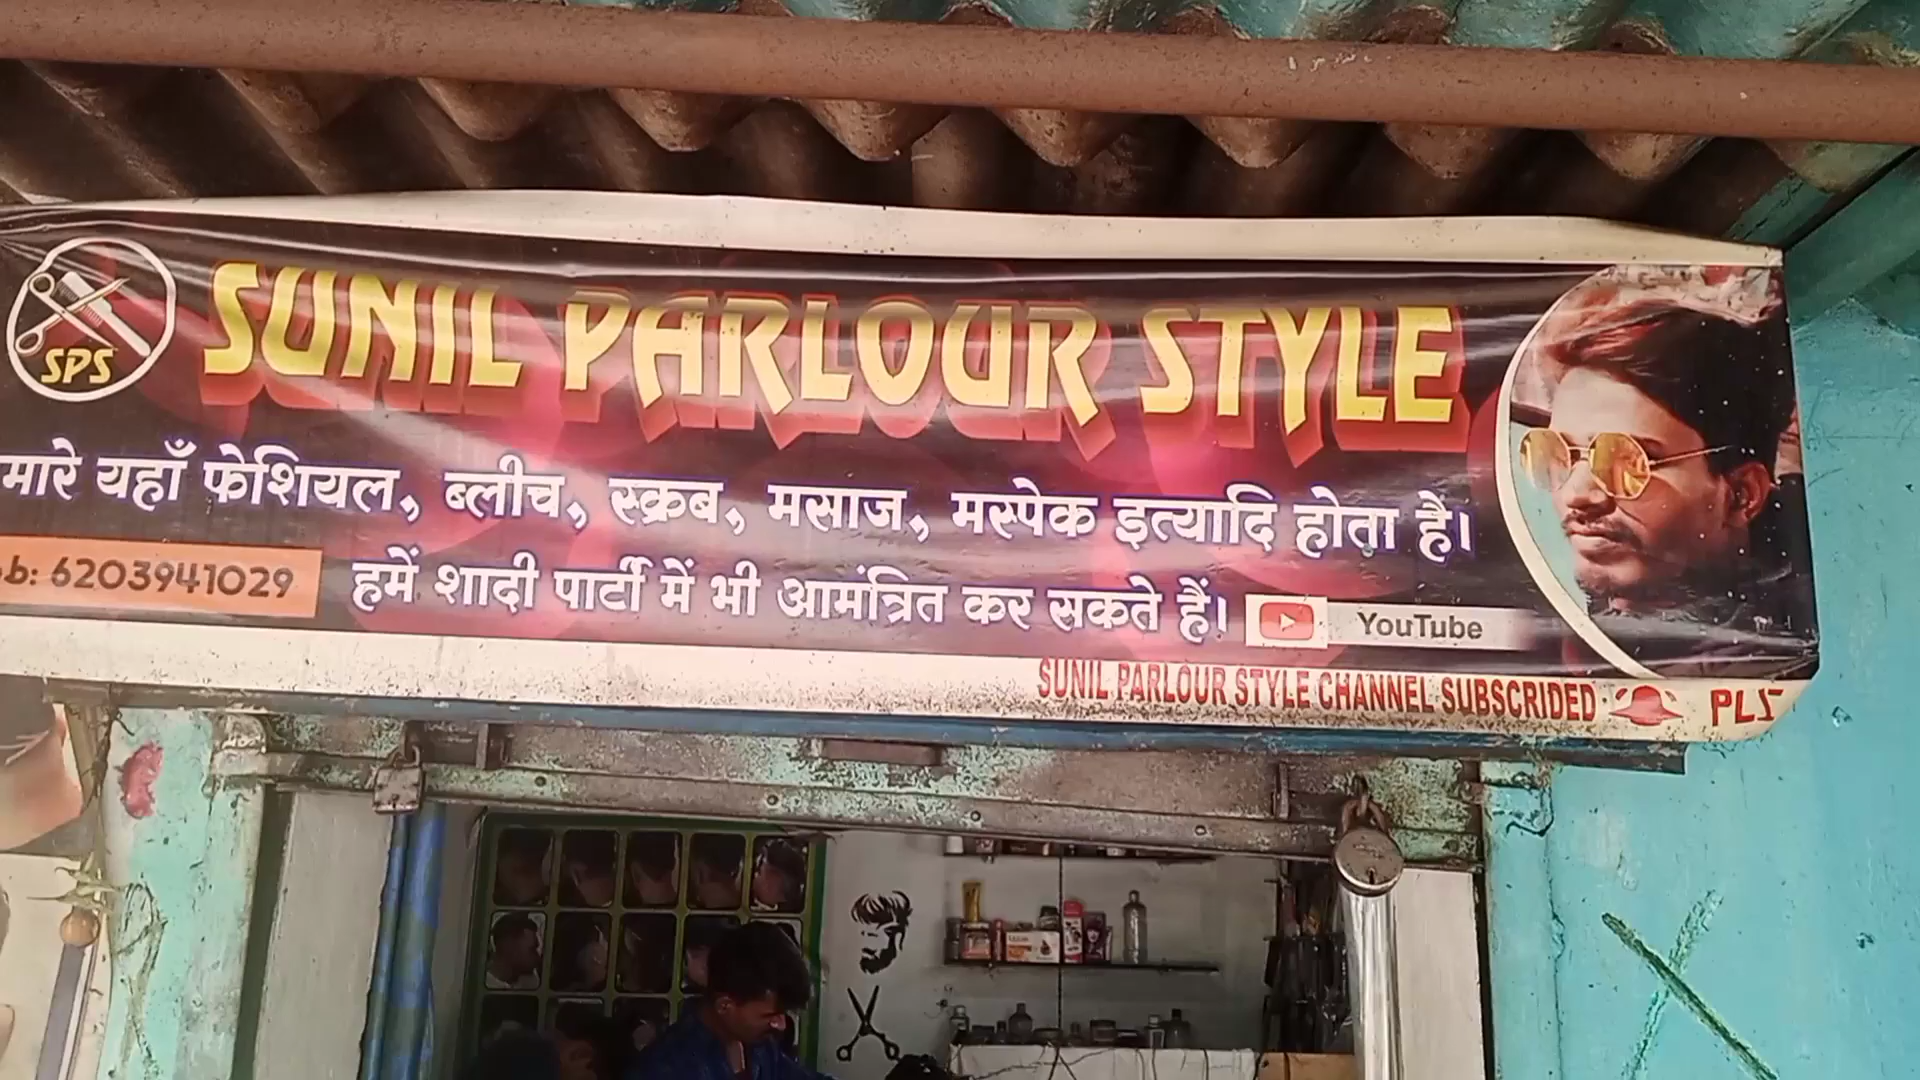 SPS
SUNIL PARLOUR STYLE
मारे यहाँ फेशियल, ब्लीच, स्क्रब, मसाज, मस्पेक इत्यादि होता है।
b: 6203941029
हमें शादी पार्टी में भी आमंत्रित कर सकते हैं।
YouTube
SUNIL PARLOUR STYLE CHANNEL SUBSCRIDED PLS